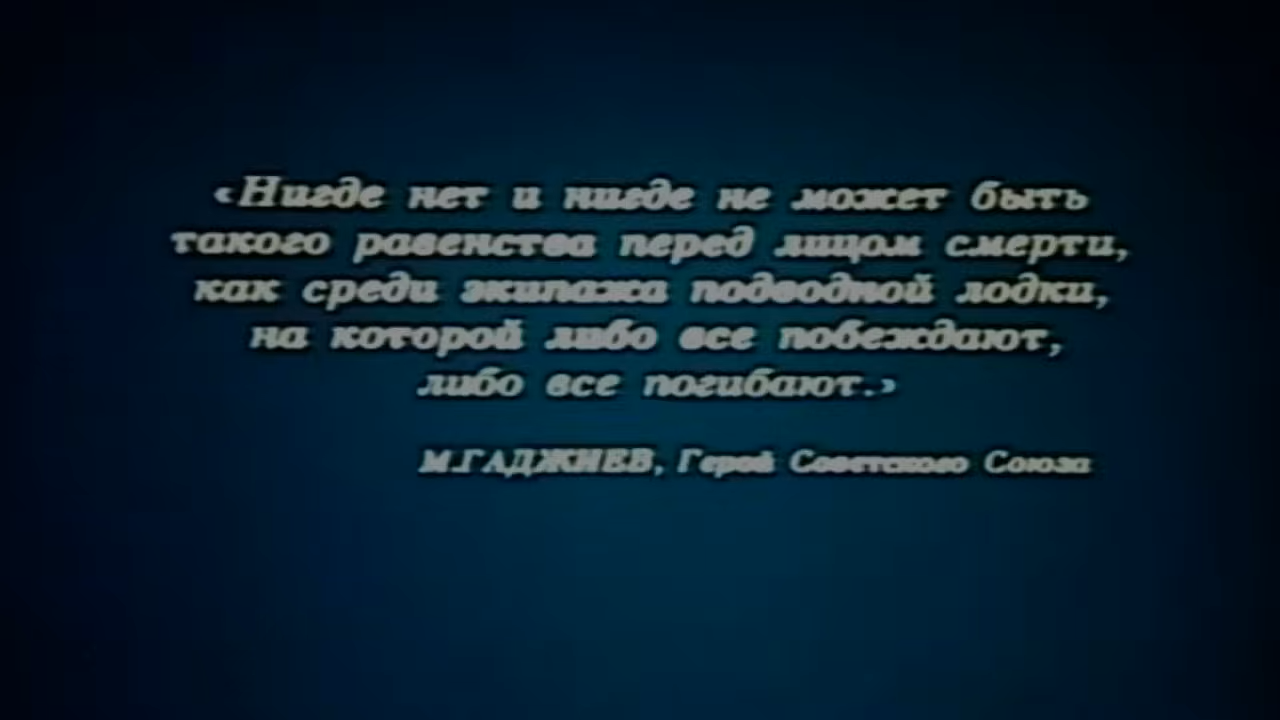 «Нигде нет и нигде не может быть
такого равенства перед лицом смерти,
как среди экипажа подводной лодки,
на которой либо все побеждают,
либо все погибают.»
М.ГАДЖИЕВ, Герой Советского Союза